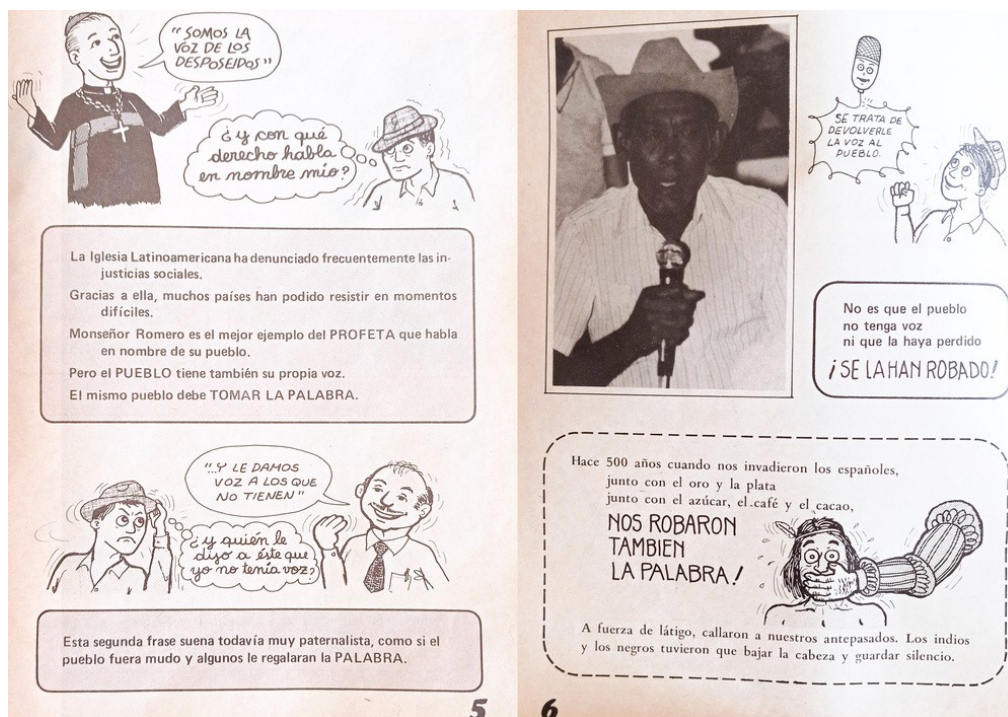 "SOMOS LA
VOZ DE LOS
DESPOSEIDOS"
¿y con qué
derecho habla
en nombre mío?
La Iglesia Latinoamericana ha denunciado frecuentemente las in-
justicias sociales.
Gracias a ella, muchos países han podido resistir en momentos
difíciles.
Monseñor Romero es el mejor ejemplo del PROFETA que habla
en nombre de su pueblo.
Pero el PUEBLO tiene también su propia voz.
El mismo pueblo debe TOMAR LA PALABRA.
"...Y LE DAMOS
VOZ A LOS QUE
NO TIENEN"
¿y quién le
dijo a éste que
yo no tenía voz?
Esta segunda frase suena todavía muy paternalista, como si el
pueblo fuera mudo y algunos le regalaran la PALABRA.
5
SE TRATA DE
DEVOLVERLE
LA VOZ AL
PUEBLO.
No es que el pueblo
no tenga voz
ni que la haya perdido
¡SE LA HAN ROBADO!
Hace 500 años cuando nos invadieron los españoles,
junto con el oro y la plata
junto con el azúcar, el café y el cacao,
NOS ROBARON
TAMBIEN
LA PALABRA!
A fuerza de látigo, callaron a nuestros antepasados. Los indios
y los negros tuvieron que bajar la cabeza y guardar silencio.
6